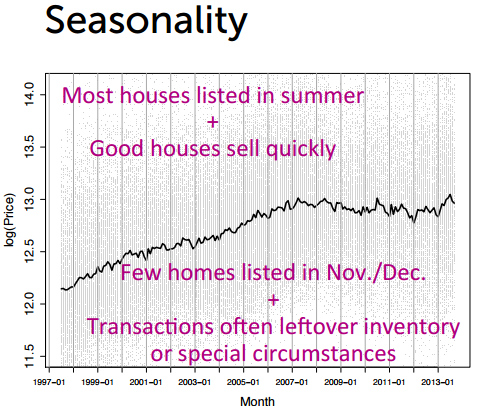 Seasonality
14.0
Most houses listed in summer
+
Good houses sell quickly
13.5
13.0
log(Price)
12.5
Few homes listed in Nov./Dec.
+
12.0
Transactions often leftover inventory
or special circumstances
11.5
1997-01 1999-01 2001-01 2003-01 2005-01 2007-01 2009-01 2011-01 2013-01
Month